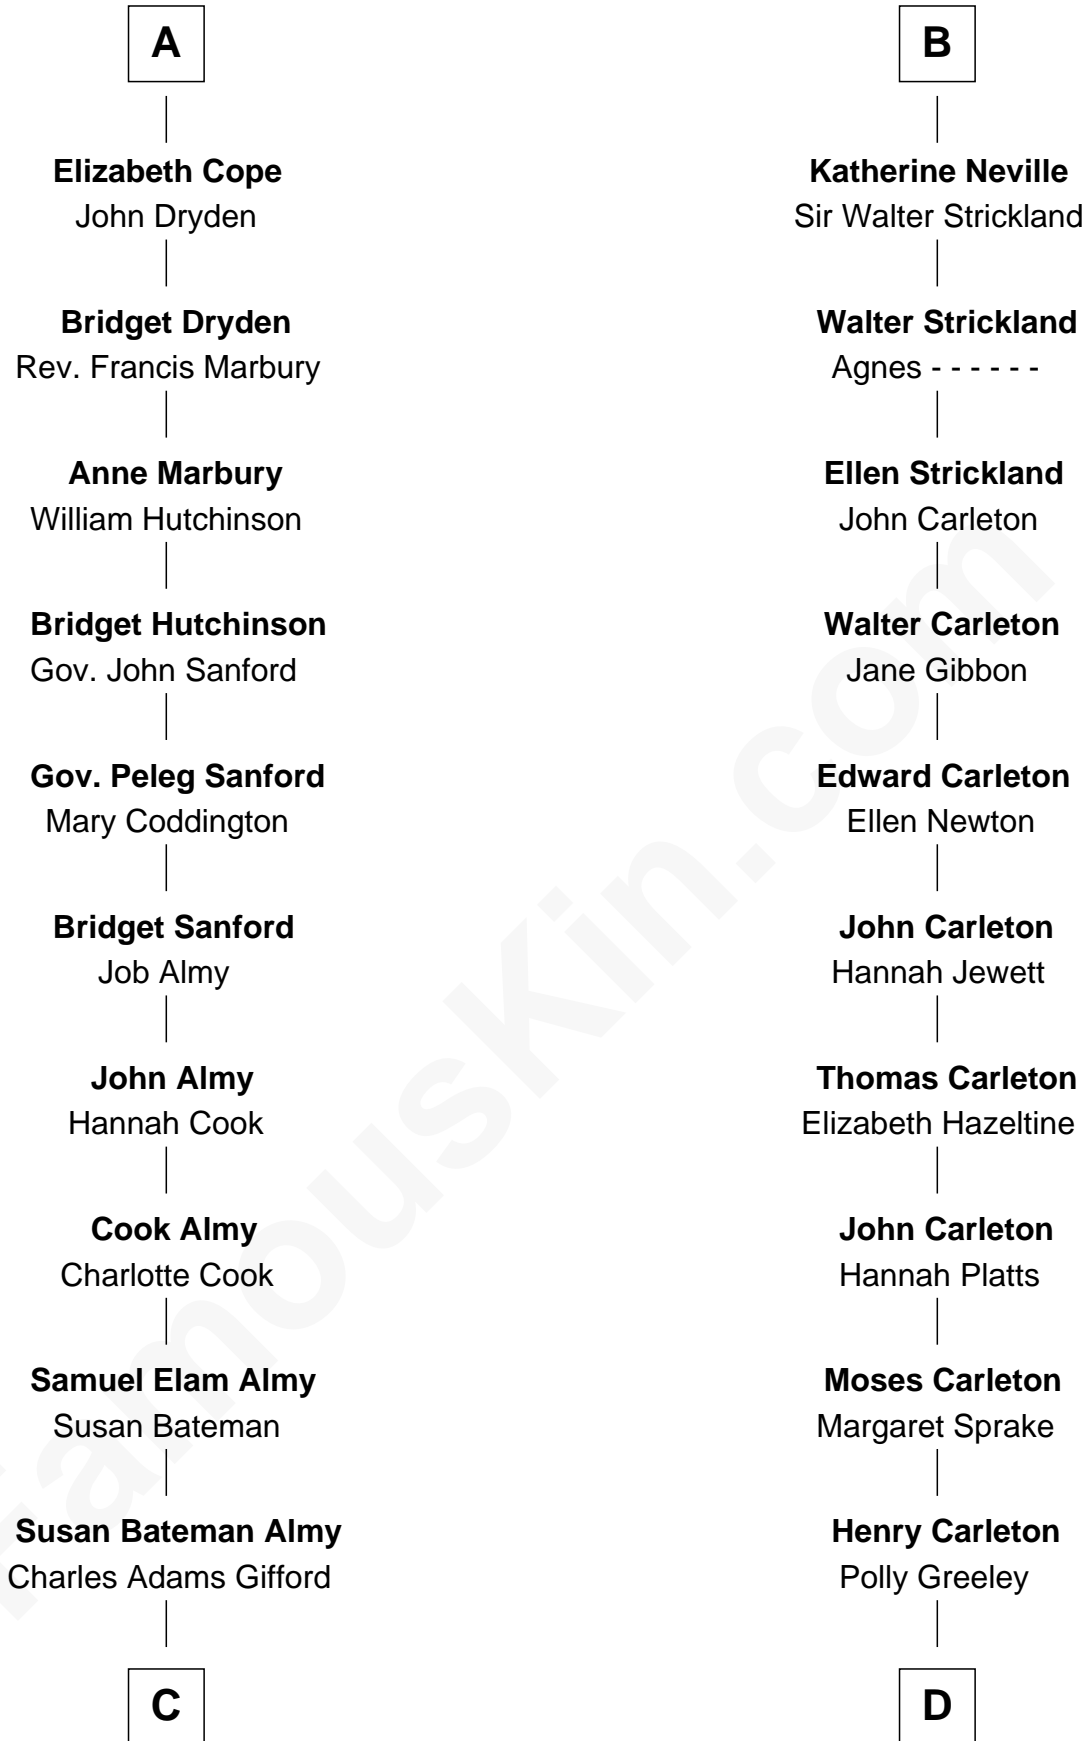 A
Elizabeth Cope
John Dryden
Bridget Dryden
Rev. Francis Marbury
Anne Marbury
William Hutchinson
Bridget Hutchinson
Gov. John Sanford
Gov. Peleg Sanford
Mary Coddington
Bridget Sanford
Job Almy
John Almy
Hannah Cook
Cook Almy
Charlotte Cook
Samuel Elam Almy
Susan Bateman
Susan Bateman Almy
Charles Adams Gifford
C
B
Katherine Neville
Sir Walter Strickland
Walter Strickland
Agnes - - - - - -
Ellen Strickland
John Carleton
Walter Carleton
Jane Gibbon
Edward Carleton
Ellen Newton
John Carleton
Hannah Jewett
Thomas Carleton
Elizabeth Hazeltine
John Carleton
Hannah Platts
Moses Carleton
Margaret Sprake
Henry Carleton
Polly Greeley
D
FamousKin.com